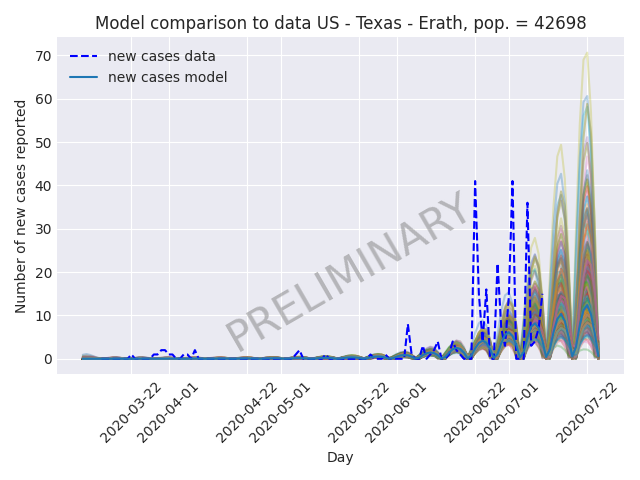 Model comparison to data US - Texas - Erath, pop. = 42698
new cases data
new cases model
70
60
50
40
30
20
10
0
Number of new cases reported
PRELIMINARY
2020-03-22
2020-04-01
2020-04-22
2020-05-01
2020-05-22
2020-06-01
2020-06-22
2020-07-01
2020-07-22
Day